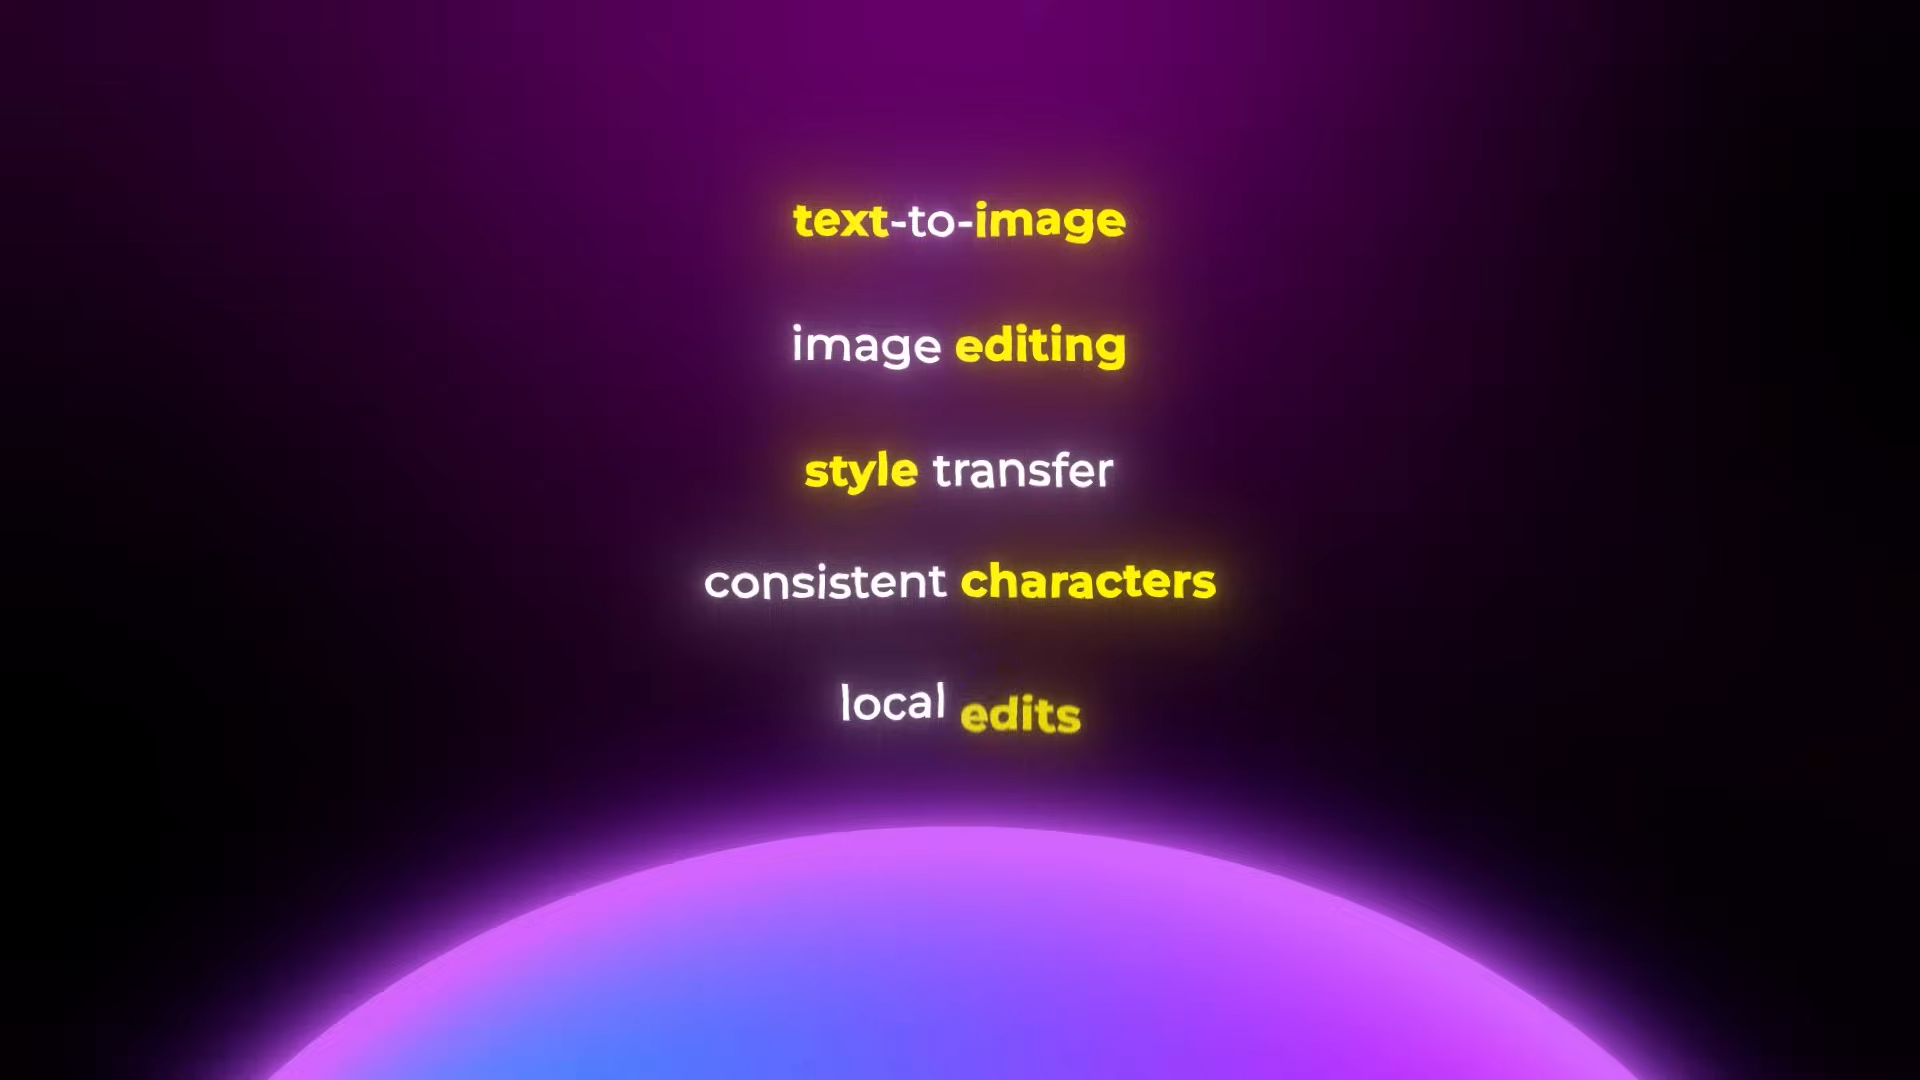 text-to-image
image editing
style transfer
consistent characters
local edits